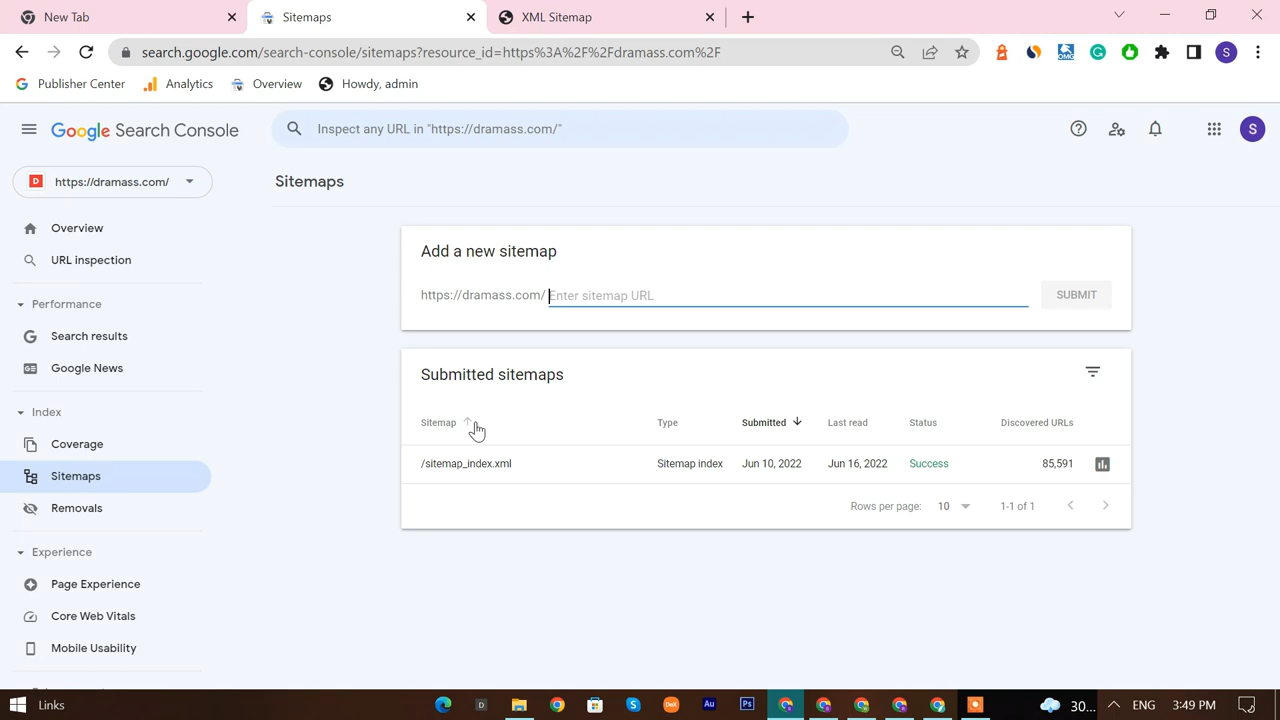 New Tab
Sitemaps
XML Sitemap
search.google.com/search-console/sitemaps?resource_id=https%3A%2F%2Fdramass.com%2F
S
Publisher Center
Analytics
Overview
Howdy, admin
Google Search Console
Inspect any URL in "https://dramass.com/"
S
D
https://dramass.com/
Sitemaps
Overview
URL inspection
Performance
Search results
Google News
Index
Coverage
Sitemaps
Removals
Experience
Page Experience
Core Web Vitals
Mobile Usability
Add a new sitemap
https://dramass.com/
Enter sitemap URL
SUBMIT
Submitted sitemaps
Sitemap Type Submitted Last read Status Discovered URLs
/sitemap_index.xml Sitemap index Jun 10, 2022 Jun 16, 2022 Success 85,591
Rows per page: 10 1-1 of 1
Links
30...
ENG
3:49 PM